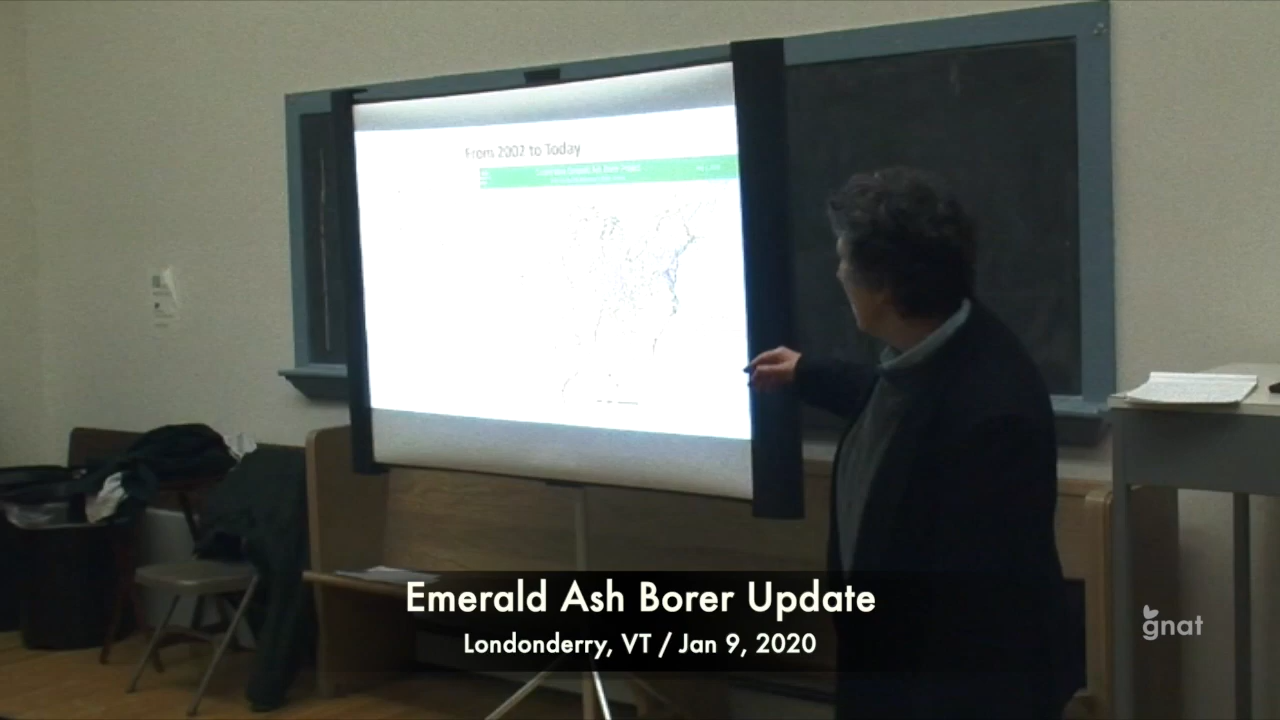 From 2002 to Today
Emerald Ash Borer Update
Londonderry, VT / Jan 9, 2020
gnat